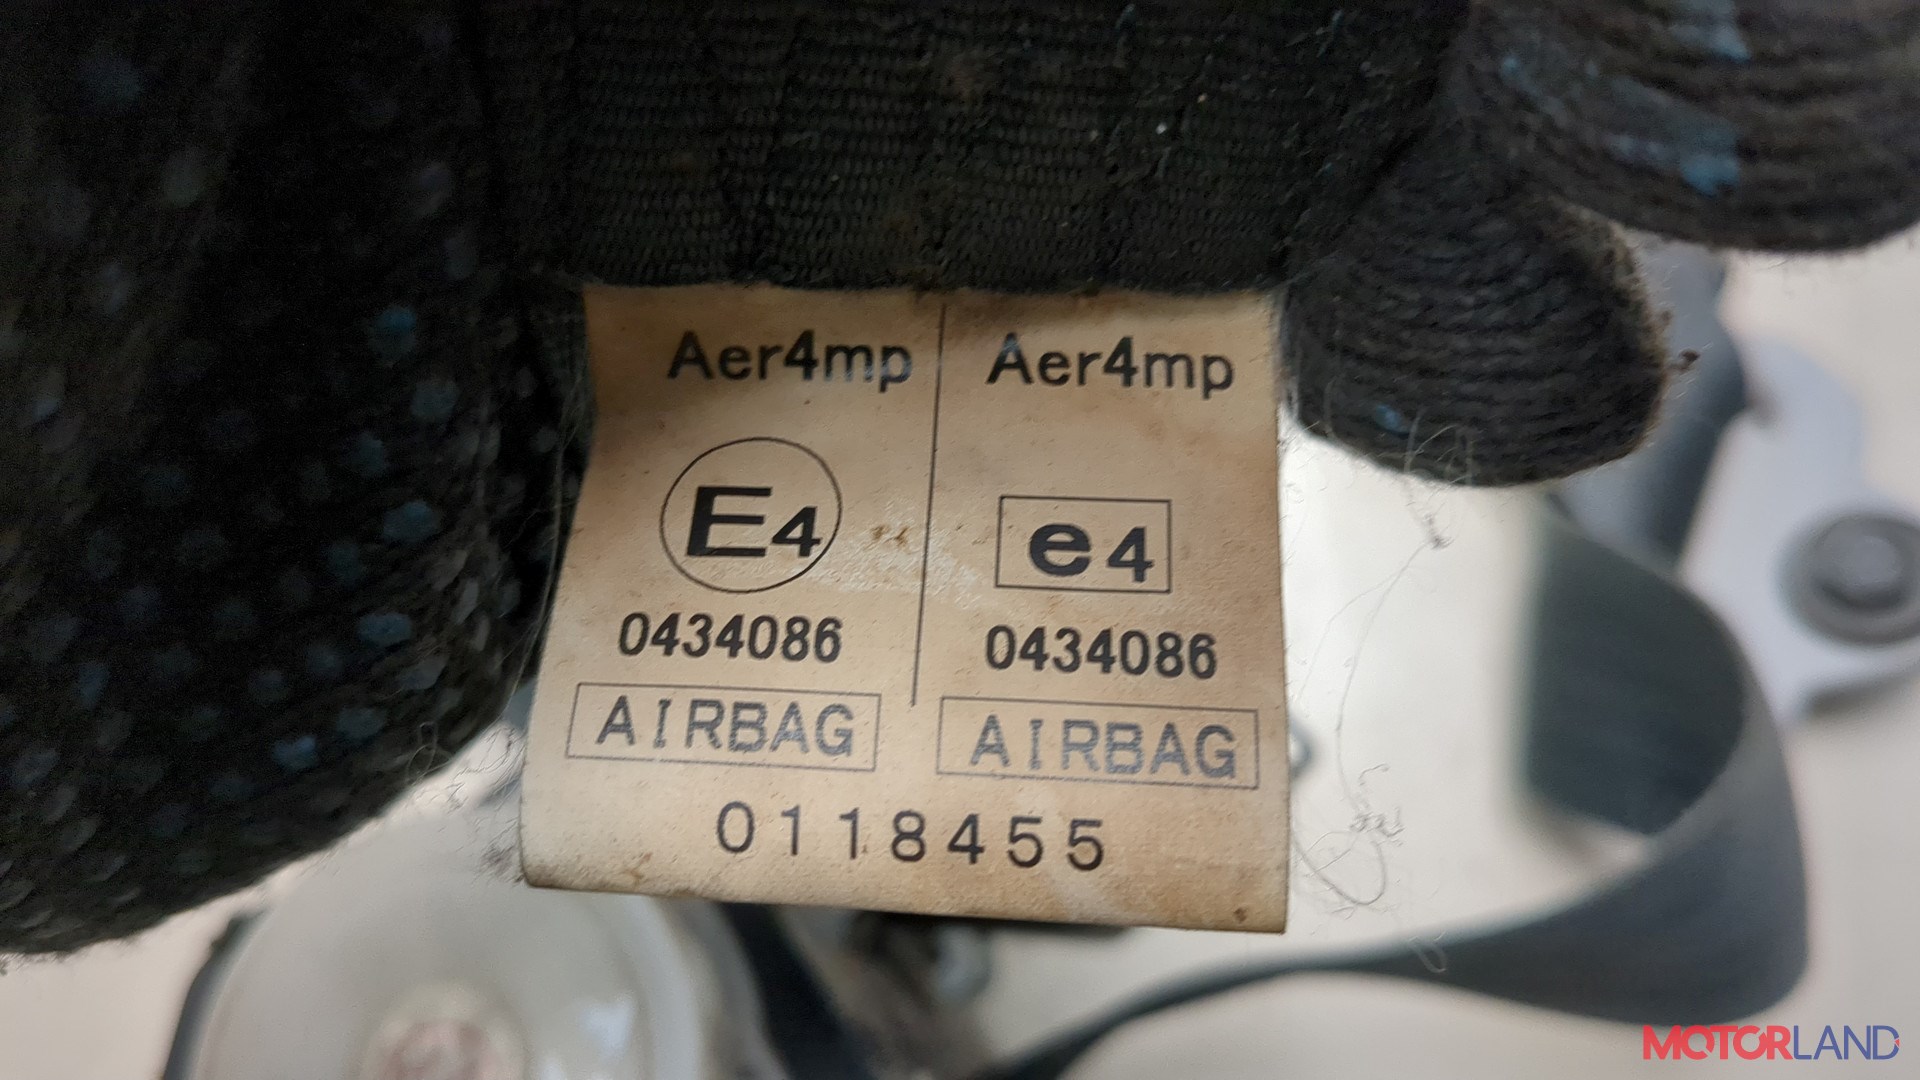 Aer4mp Aer4mp
E4 e4
0434086 0434086
AIRBAG AIRBAG
0118455
MOTORLAND